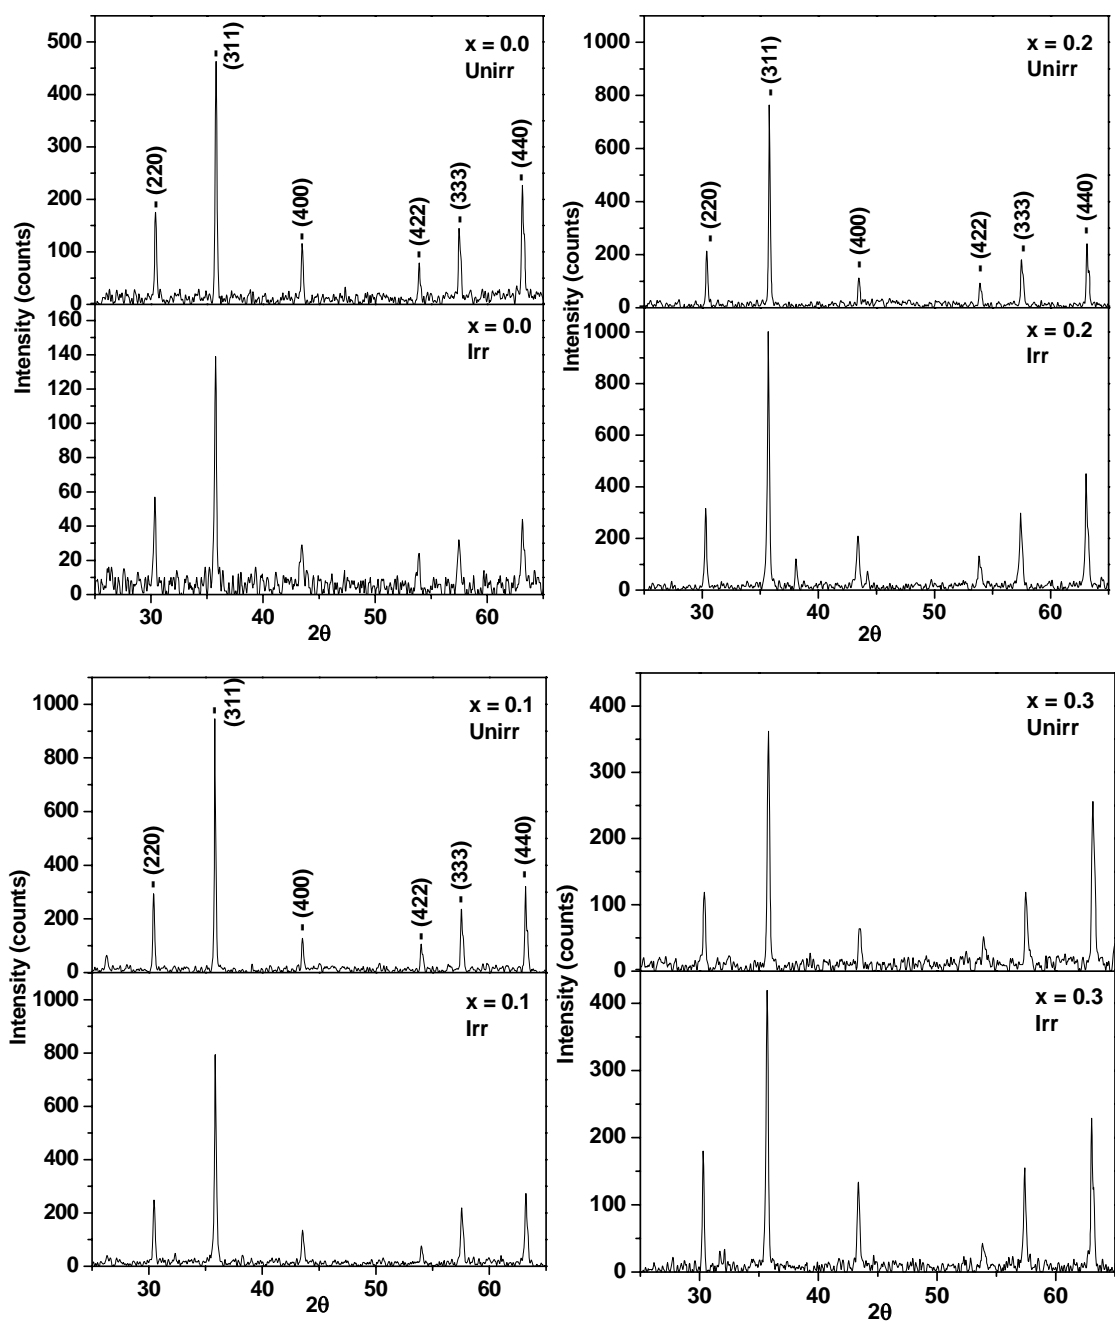 500
400
300
200
100
0
(220)
(311)
(400)
(422)
(333)
(440)
x = 0.0
Unirr
160
140
120
100
80
60
40
20
0
x = 0.0
Irr
Intensity (counts)
30 40 50 60
2θ
1000
800
600
400
200
0
(220)
(311)
(400)
(422)
(333)
(440)
x = 0.2
Unirr
1000
800
600
400
200
0
x = 0.2
Irr
Intensity (counts)
30 40 50 60
2θ
1000
800
600
400
200
0
(220)
(311)
(400)
(422)
(333)
(440)
x = 0.1
Unirr
1000
800
600
400
200
0
x = 0.1
Irr
Intensity (counts)
30 40 50 60
2θ
400
300
200
100
0
x = 0.3
Unirr
400
300
200
100
0
x = 0.3
Irr
Intensity (counts)
30 40 50 60
2θ